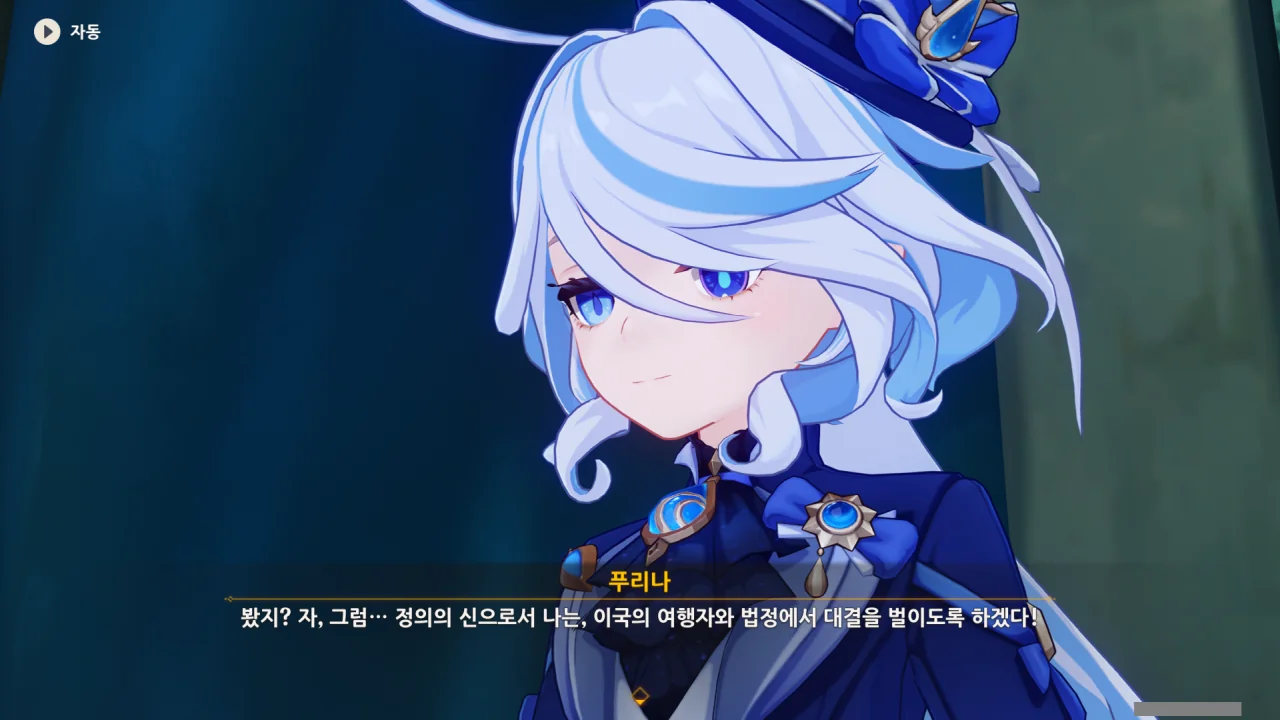 자동
푸리나
봤지? 자, 그럼… 정의의 신으로서 나는, 이국의 여행자와 법정에서 대결을 벌이도록 하겠다!